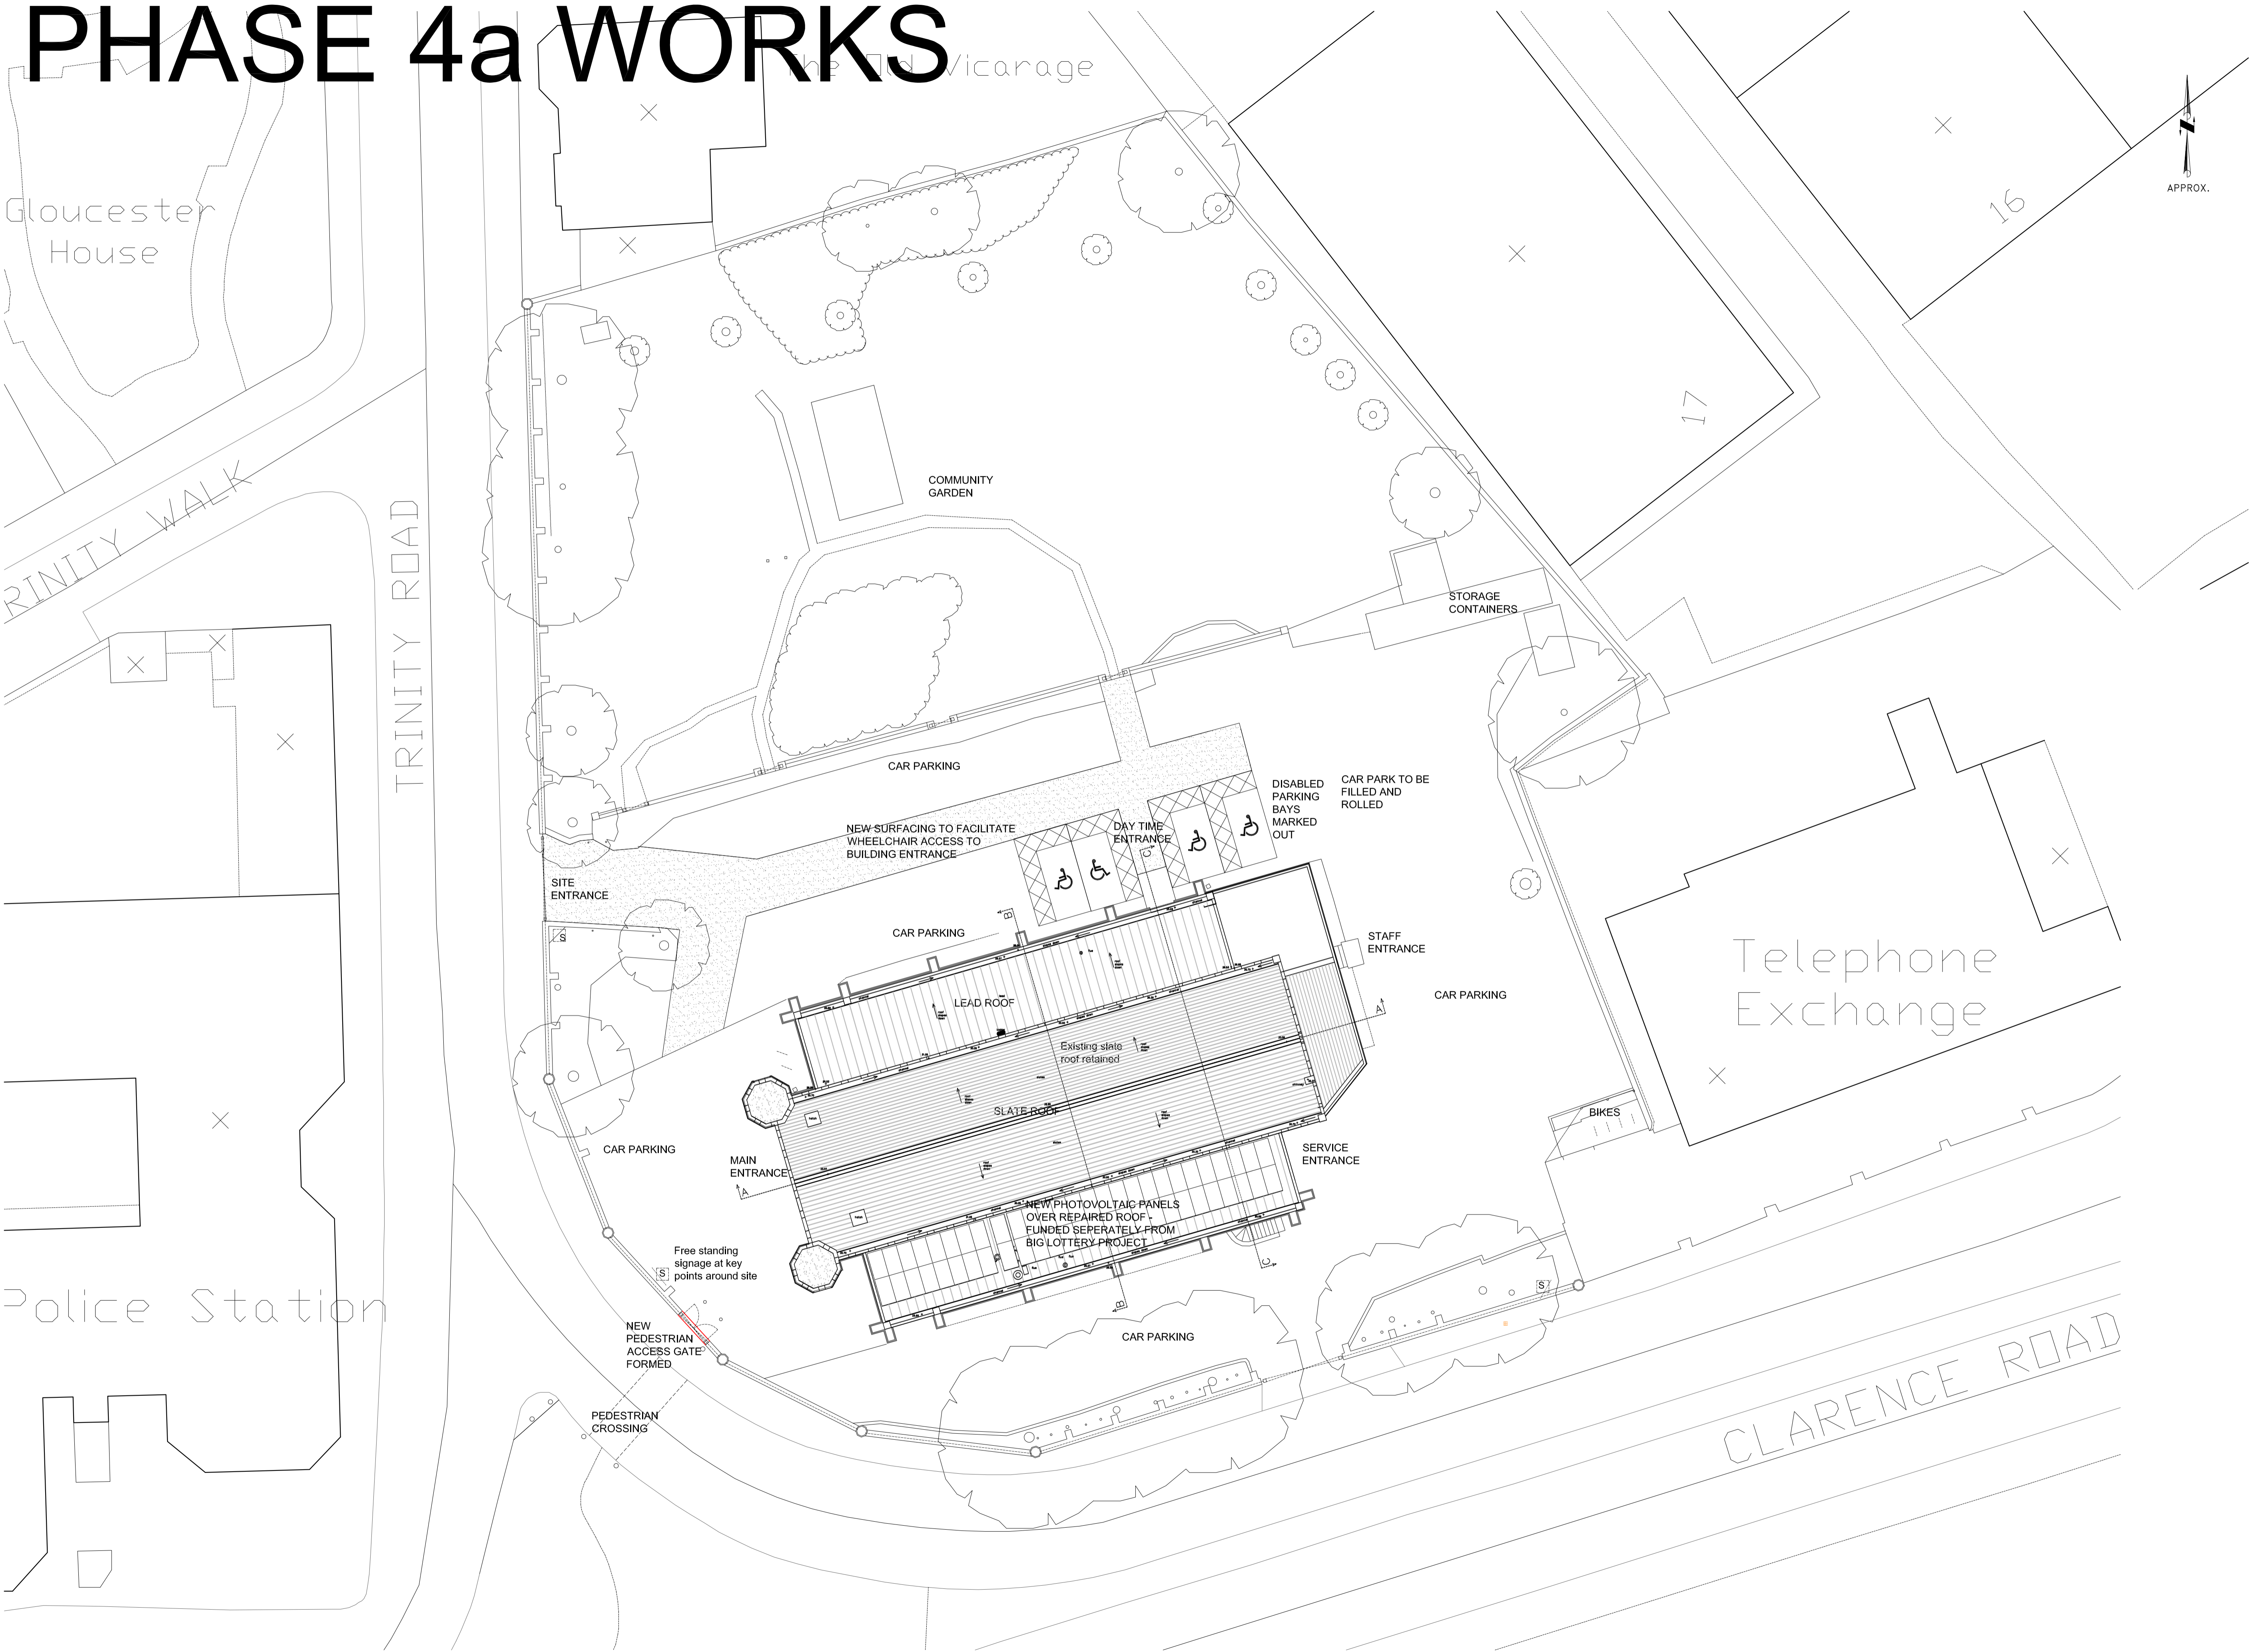 PHASE 4a WORKS
The Old Vicarage
APPROX.
Gloucester
House
16
17
RINITY WALK
TRINITY ROAD
COMMUNITY
GARDEN
STORAGE
CONTAINERS
CAR PARKING
DISABLED
PARKING
BAYS
MARKED
OUT
CAR PARK TO BE
FILLED AND
ROLLED
NEW SURFACING TO FACILITATE
WHEELCHAIR ACCESS TO
BUILDING ENTRANCE
DAY TIME
ENTRANCE
C
SITE
ENTRANCE
S
CAR PARKING
B
STAFF
ENTRANCE
CAR PARKING
Telephone
Exchange
LEAD ROOF
A
Existing slate
roof retained
SLATE ROOF
BIKES
CAR PARKING
MAIN
ENTRANCE
A
SERVICE
ENTRANCE
NEW PHOTOVOLTAIC PANELS
OVER REPAIRED ROOF -
FUNDED SEPERATELY FROM
BIG LOTTERY PROJECT
Free standing
signage at key
points around site
S
C
S
B
Police Station
NEW
PEDESTRIAN
ACCESS GATE
FORMED
CAR PARKING
PEDESTRIAN
CROSSING
CLARENCE ROAD